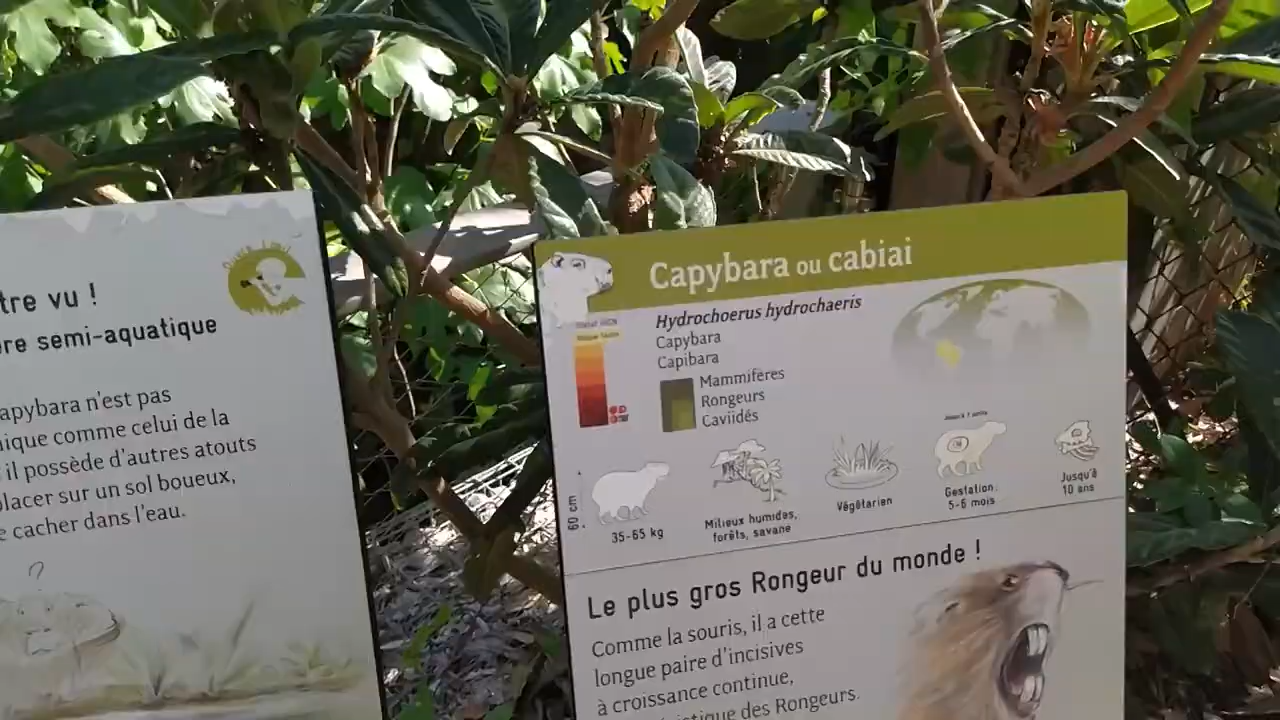 tre vu !
re semi-aquatique
apybara n'est pas
nique comme celui de la
il possède d'autres atouts
placer sur un sol boueux,
e cacher dans l'eau.
?
Capybara ou cabiai
Hydrochoerus hydrochaeris
Capybara
Capibara
Mammifères
Rongeurs
Caviidés
60 cm
35-65 kg
Milieux humides,
forêts, savane
Végétarien
Gestation:
5-6 mois
Jusqu'à
10 ans
Le plus gros Rongeur du monde !
Comme la souris, il a cette
longue paire d'incisives
à croissance continue,
des Rongeurs.